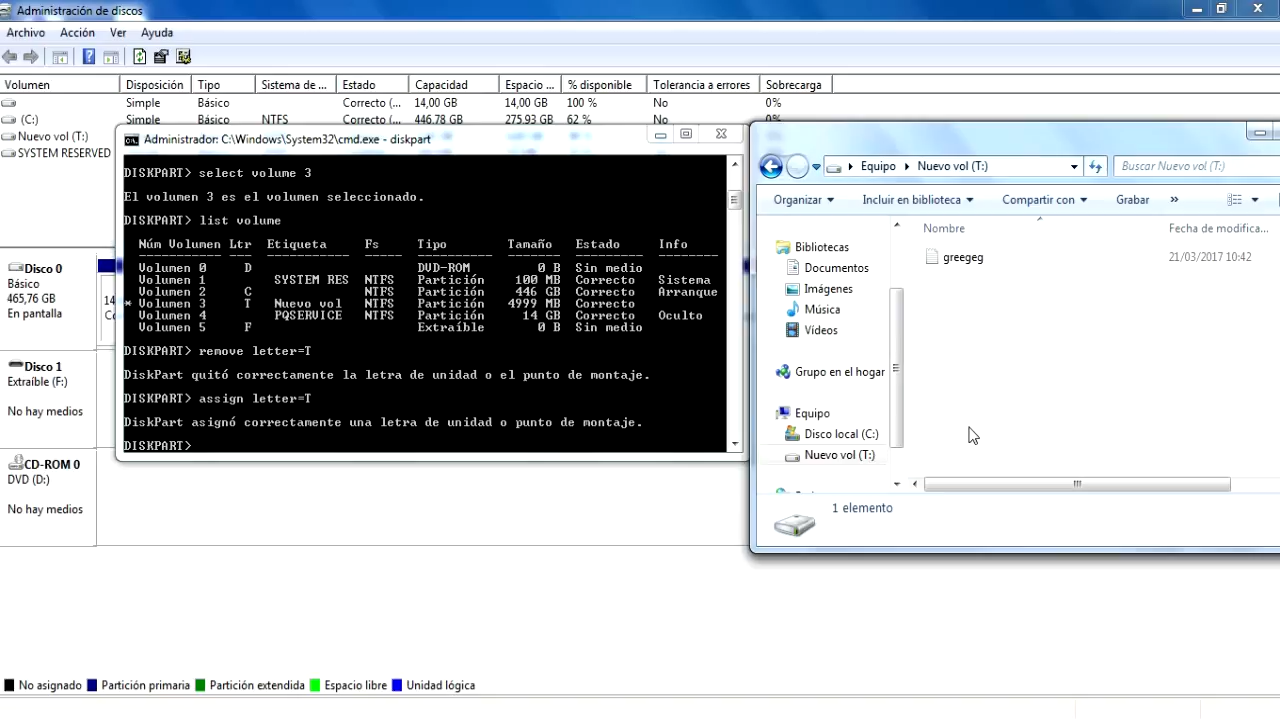 Administración de discos
Archivo Acción Ver Ayuda
Volumen Disposición Tipo Sistema de ... Estado Capacidad Espacio ... % disponible Tolerancia a errores Sobrecarga
Simple Básico Correcto (... 14,00 GB 14,00 GB 100 % No 0%
(C:) Simple Básico NTFS Correcto (... 446,78 GB 275,93 GB 62 % No 0%
Nuevo vol (T:)
SYSTEM RESERVED
Disco 0
Básico
465,76 GB
En pantalla
14
Disco 1
Extraíble (F:)
No hay medios
CD-ROM 0
DVD (D:)
No hay medios
Administrador: C:\Windows\System32\cmd.exe - diskpart
DISKPART> select volume 3
El volumen 3 es el volumen seleccionado.
DISKPART> list volume
Núm Volumen Ltr Etiqueta Fs Tipo Tamaño Estado Info
----------- --- ----------- ----- ---------- ------- --------- --------
Volumen 0 D DVD-ROM 0 B Sin medio
Volumen 1 SYSTEM RES NTFS Partición 100 MB Correcto Sistema
Volumen 2 C NTFS Partición 446 GB Correcto Arranque
* Volumen 3 T Nuevo vol NTFS Partición 4999 MB Correcto
Volumen 4 PQSERVICE NTFS Partición 14 GB Correcto Oculto
Volumen 5 F Extraíble 0 B Sin medio
DISKPART> remove letter=T
DiskPart quitó correctamente la letra de unidad o el punto de montaje.
DISKPART> assign letter=T
DiskPart asignó correctamente una letra de unidad o punto de montaje.
DISKPART>
Equipo Nuevo vol (T:)
Buscar Nuevo vol (T:)
Organizar Incluir en biblioteca Compartir con Grabar »
Nombre Fecha de modifica...
greegeg 21/03/2017 10:42
Bibliotecas
Documentos
Imágenes
Música
Vídeos
Grupo en el hogar
Equipo
Disco local (C:)
Nuevo vol (T:)
1 elemento
No asignado Partición primaria Partición extendida Espacio libre Unidad lógica